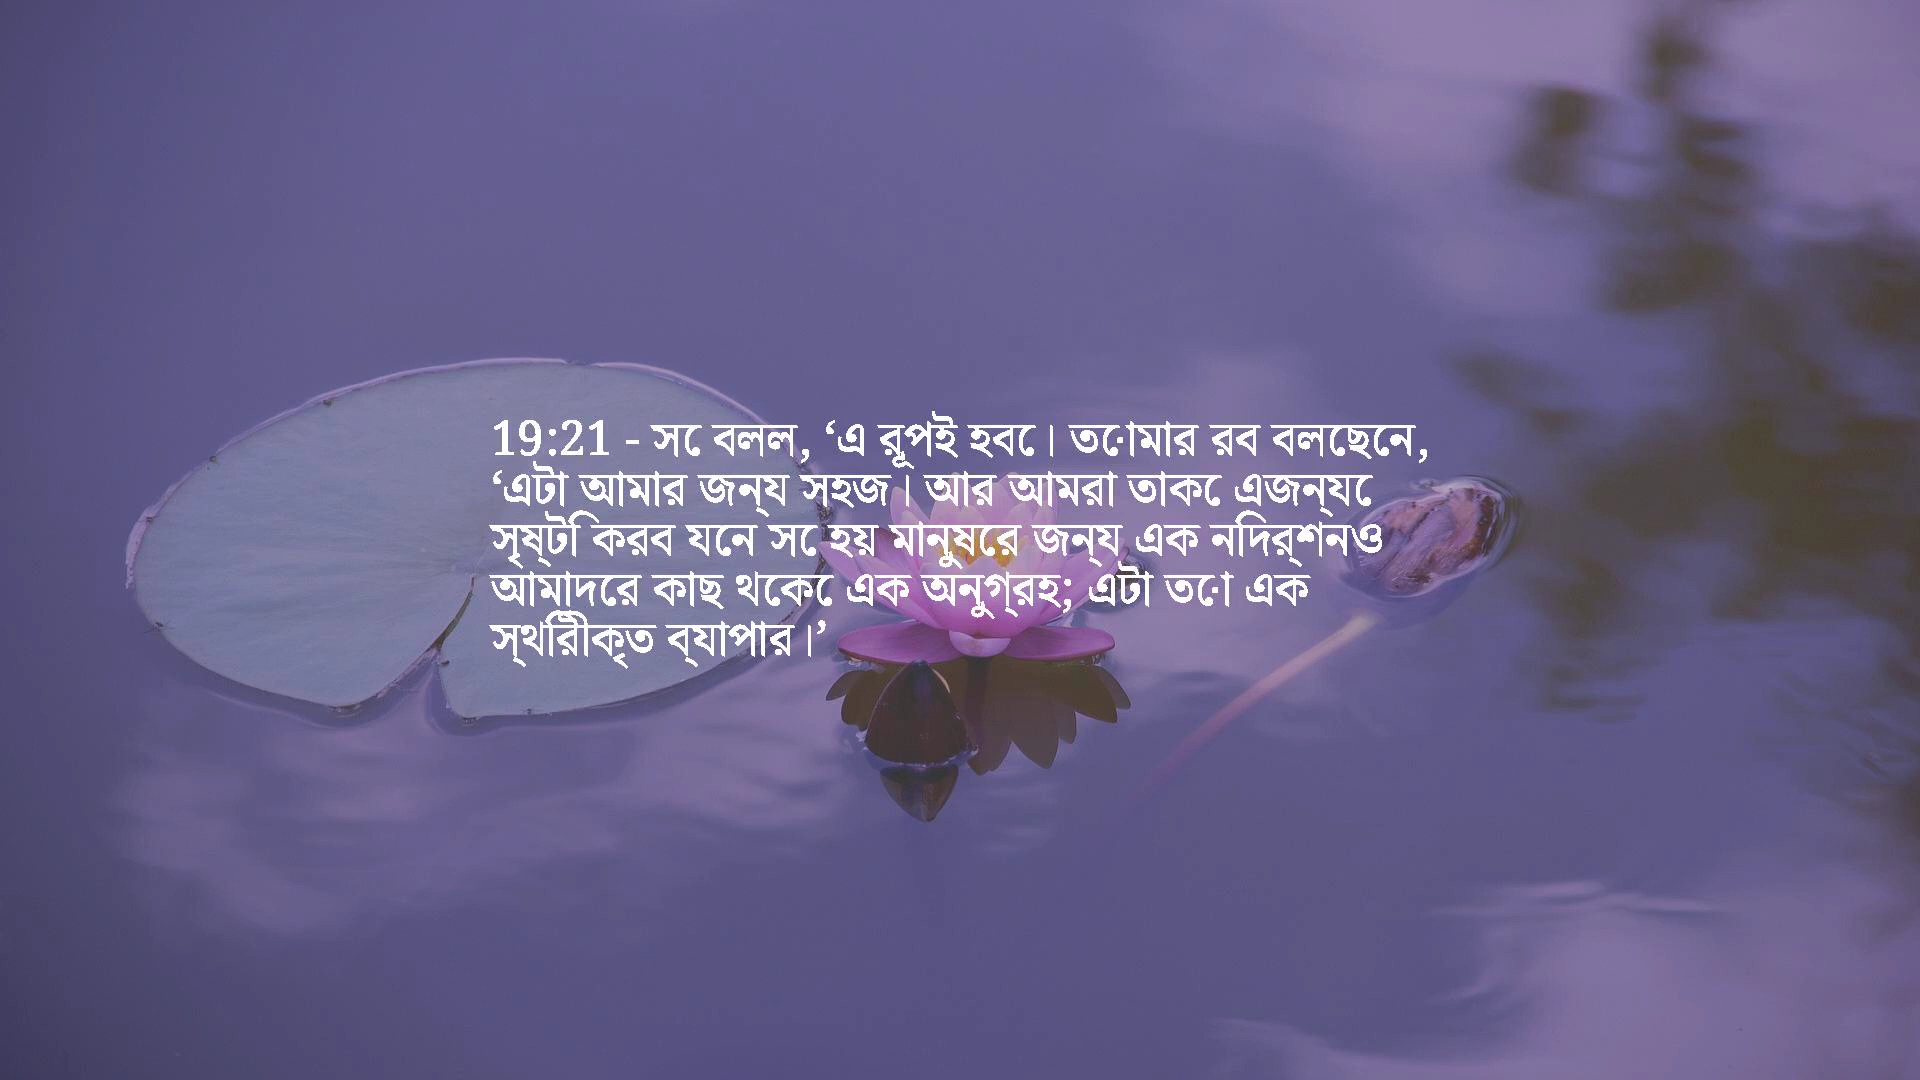 19:21 - সে বলল, ‘এ রূপই হবে। তোমার রব বলছেনে,
‘এটা আমার জন্য সহজ। আর আমরা তাকে এজন্যে
সৃষ্টি করব যেন সে হয় মানুষের জন্য এক নিদর্শনও
আমাদের কাছ থেকে এক অনুগ্রহ; এটা তো এক
স্থিরীকৃত ব্যাপার।’